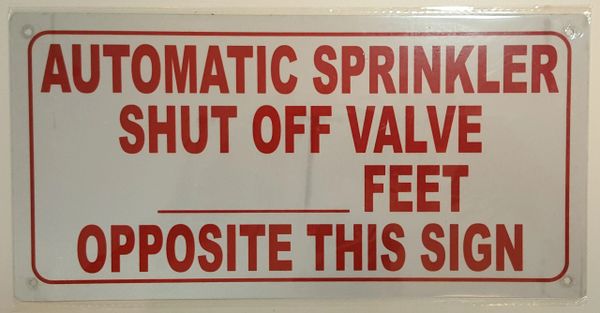 AUTOMATIC SPRINKLER
SHUT OFF VALVE
__________ FEET
OPPOSITE THIS SIGN